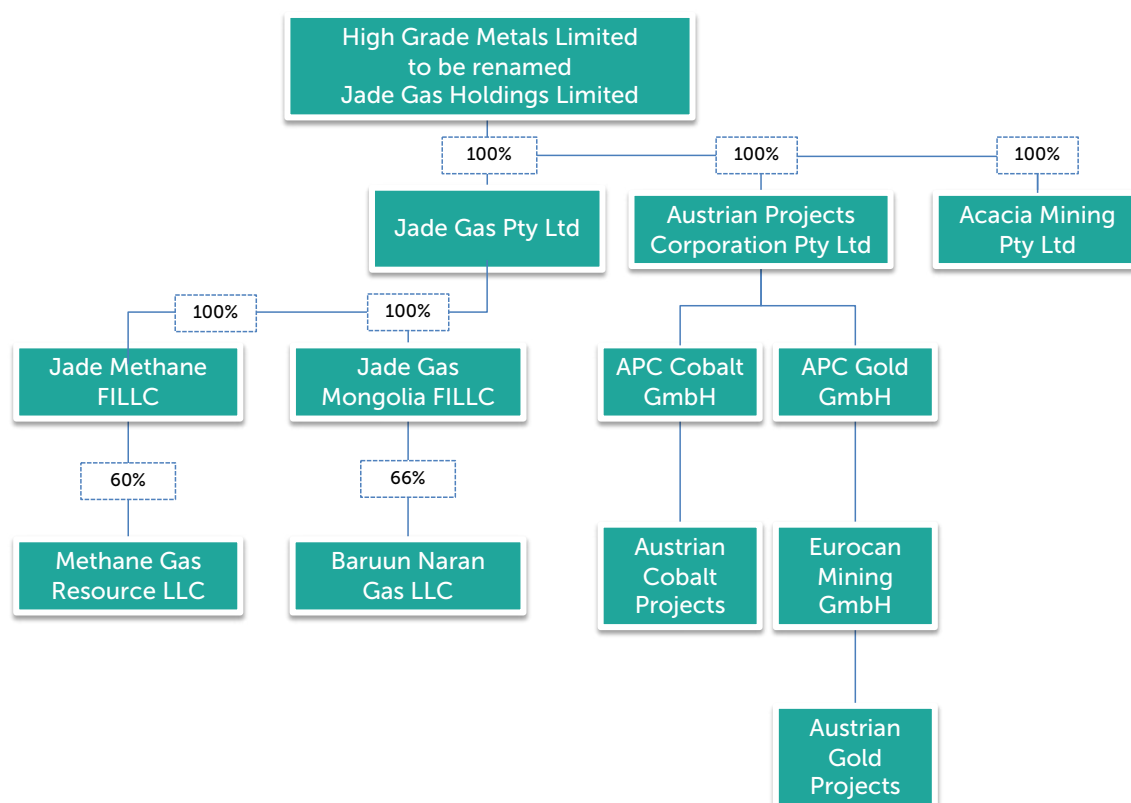 High Grade Metals Limited
to be renamed
Jade Gas Holdings Limited
100%
100%
100%
Jade Gas Pty Ltd
Austrian Projects
Corporation Pty Ltd
Acacia Mining
Pty Ltd
100%
100%
Jade Methane
FILLC
Jade Gas
Mongolia FILLC
APC Cobalt
GmbH
APC Gold
GmbH
60%
66%
Methane Gas
Resource LLC
Baruun Naran
Gas LLC
Austrian
Cobalt
Projects
Eurocan
Mining
GmbH
Austrian
Gold
Projects